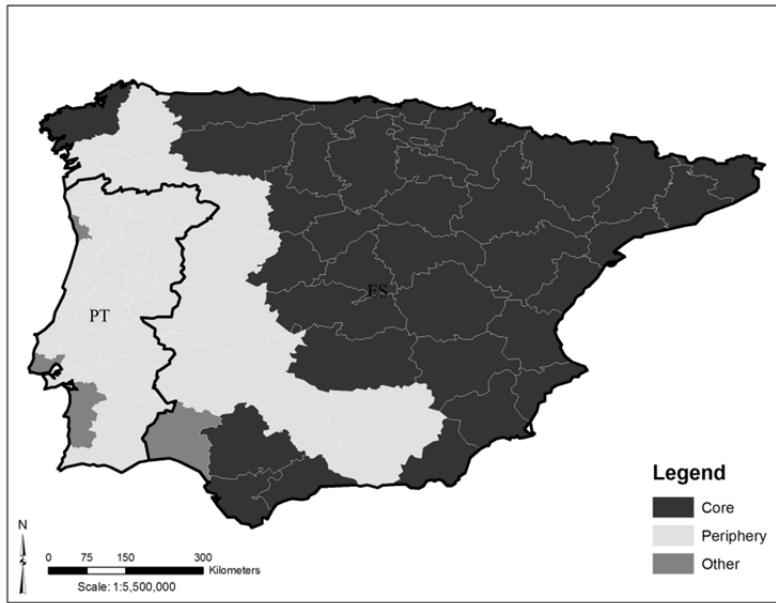 ES
PT
Legend
Core
Periphery
Other
N
0 75 150 300
Kilometers
Scale: 1:5,500,000